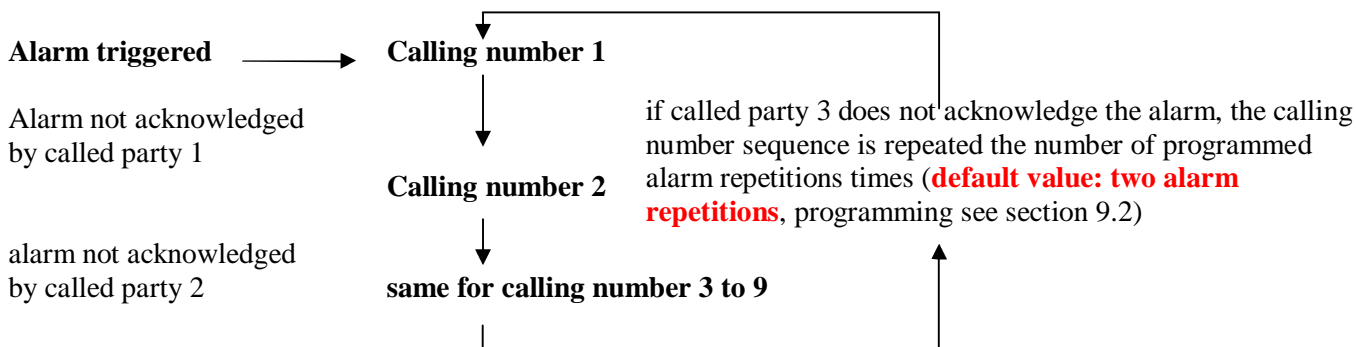 Alarm triggered
Calling number 1
Alarm not acknowledged
by called party 1
if called party 3 does not acknowledge the alarm, the calling
number sequence is repeated the number of programmed
alarm repetitions times (default value: two alarm
repetitions, programming see section 9.2)
Calling number 2
alarm not acknowledged
by called party 2
same for calling number 3 to 9